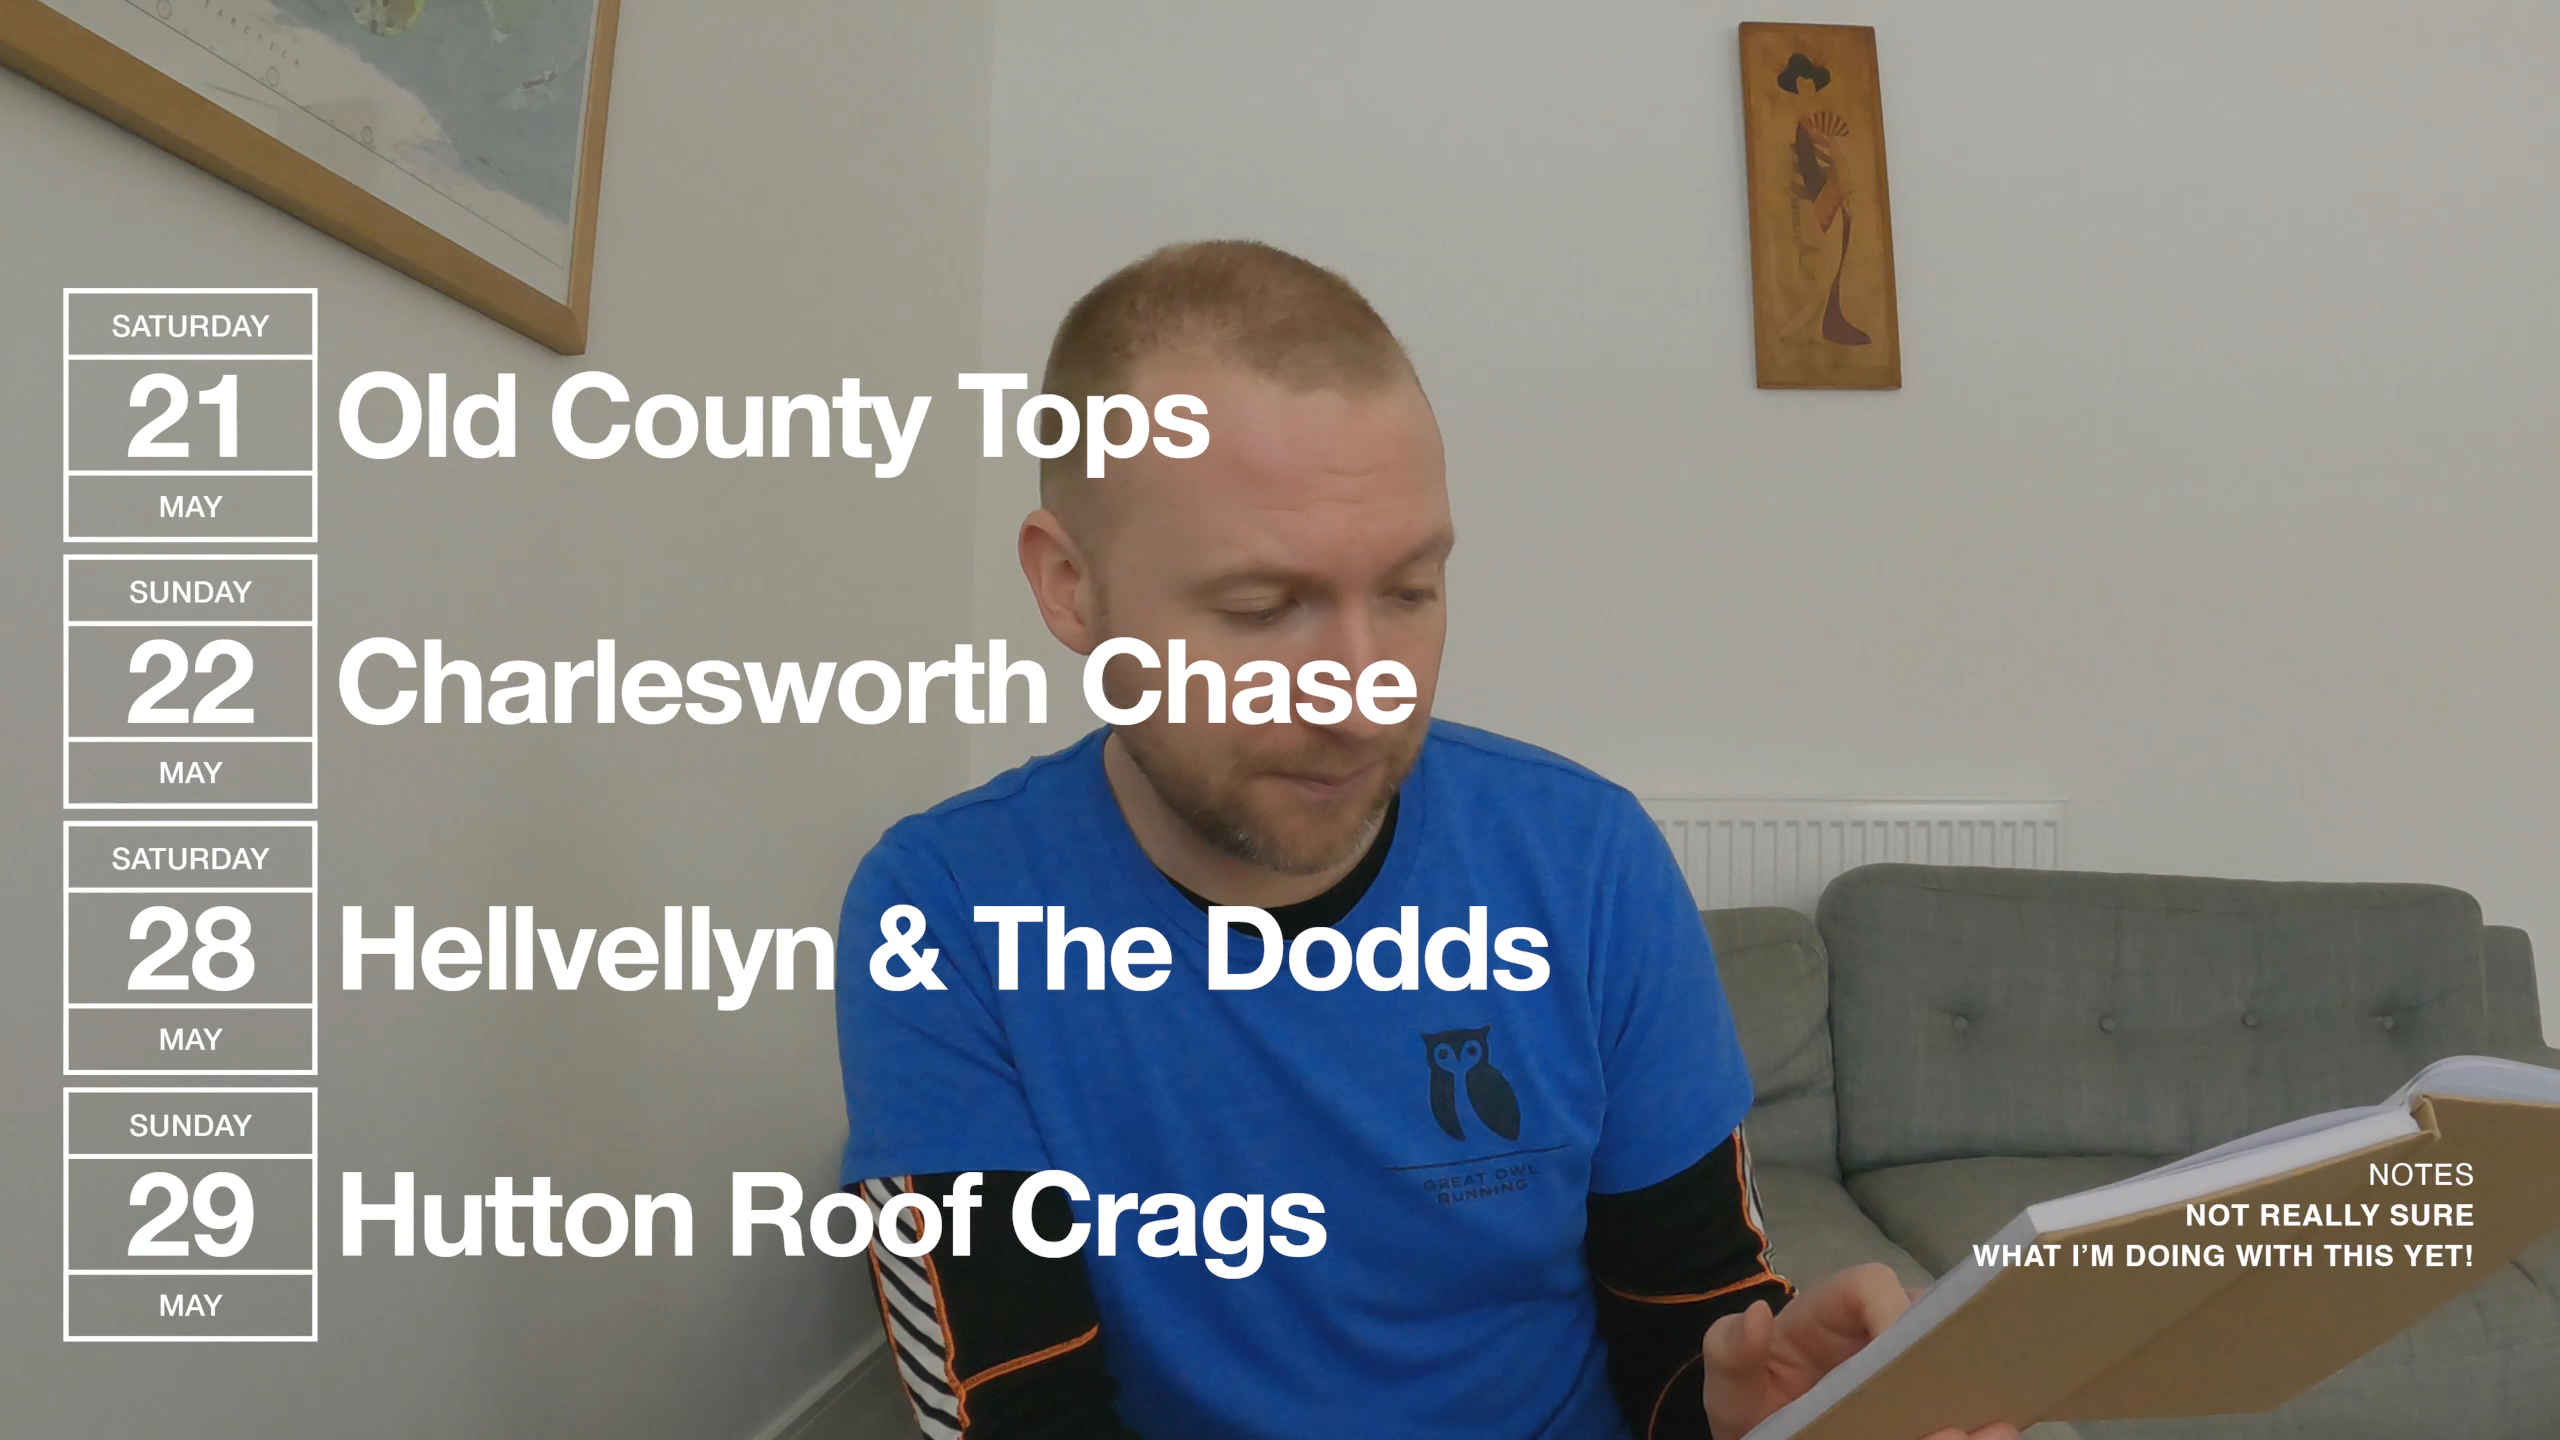 ANTARCTICA
SATURDAY
21
MAY
Old County Tops
SUNDAY
22
MAY
Charlesworth Chase
SATURDAY
28
MAY
Hellvellyn & The Dodds
SUNDAY
29
MAY
Hutton Roof Crags
GREAT OWL
RUNNING
NOTES
NOT REALLY SURE
WHAT I’M DOING WITH THIS YET!